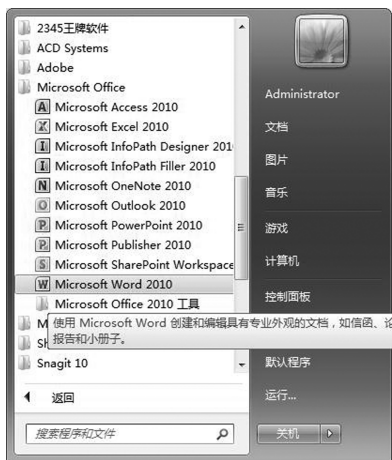 2345王牌软件
ACD Systems
Adobe
Microsoft Office
Microsoft Access 2010
Microsoft Excel 2010
Microsoft InfoPath Designer 201
Microsoft InfoPath Filler 2010
Microsoft OneNote 2010
Microsoft Outlook 2010
Microsoft PowerPoint 2010
Microsoft Publisher 2010
Microsoft SharePoint Workspace
Microsoft Word 2010
Microsoft Office 2010 工具
M
使用 Microsoft Word 创建和编辑具有专业外观的文档，如信函、论
Sh
报告和小册子。
Snagit 10
返回
搜索程序和文件
Administrator
文档
图片
音乐
游戏
计算机
控制面板
默认程序
运行...
关机